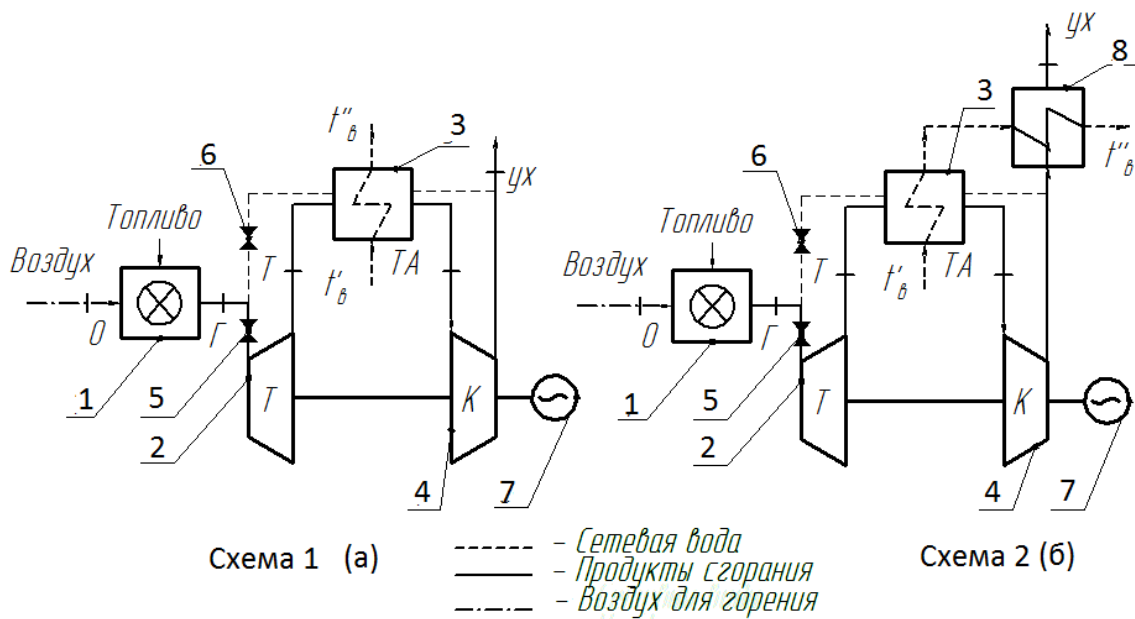 ух
8
t"в
3
6
ух
Топливо
Воздух
Т
t'в
ТА
О
Г
1
5
2
Т
К
4
7
3
6
Топливо
Воздух
Т
t'в
ТА
t"в
О
Г
1
5
2
Т
К
4
7
Схема 1 (а)
Схема 2 (б)
– Сетевая вода
– Продукты сгорания
– Воздух для горения